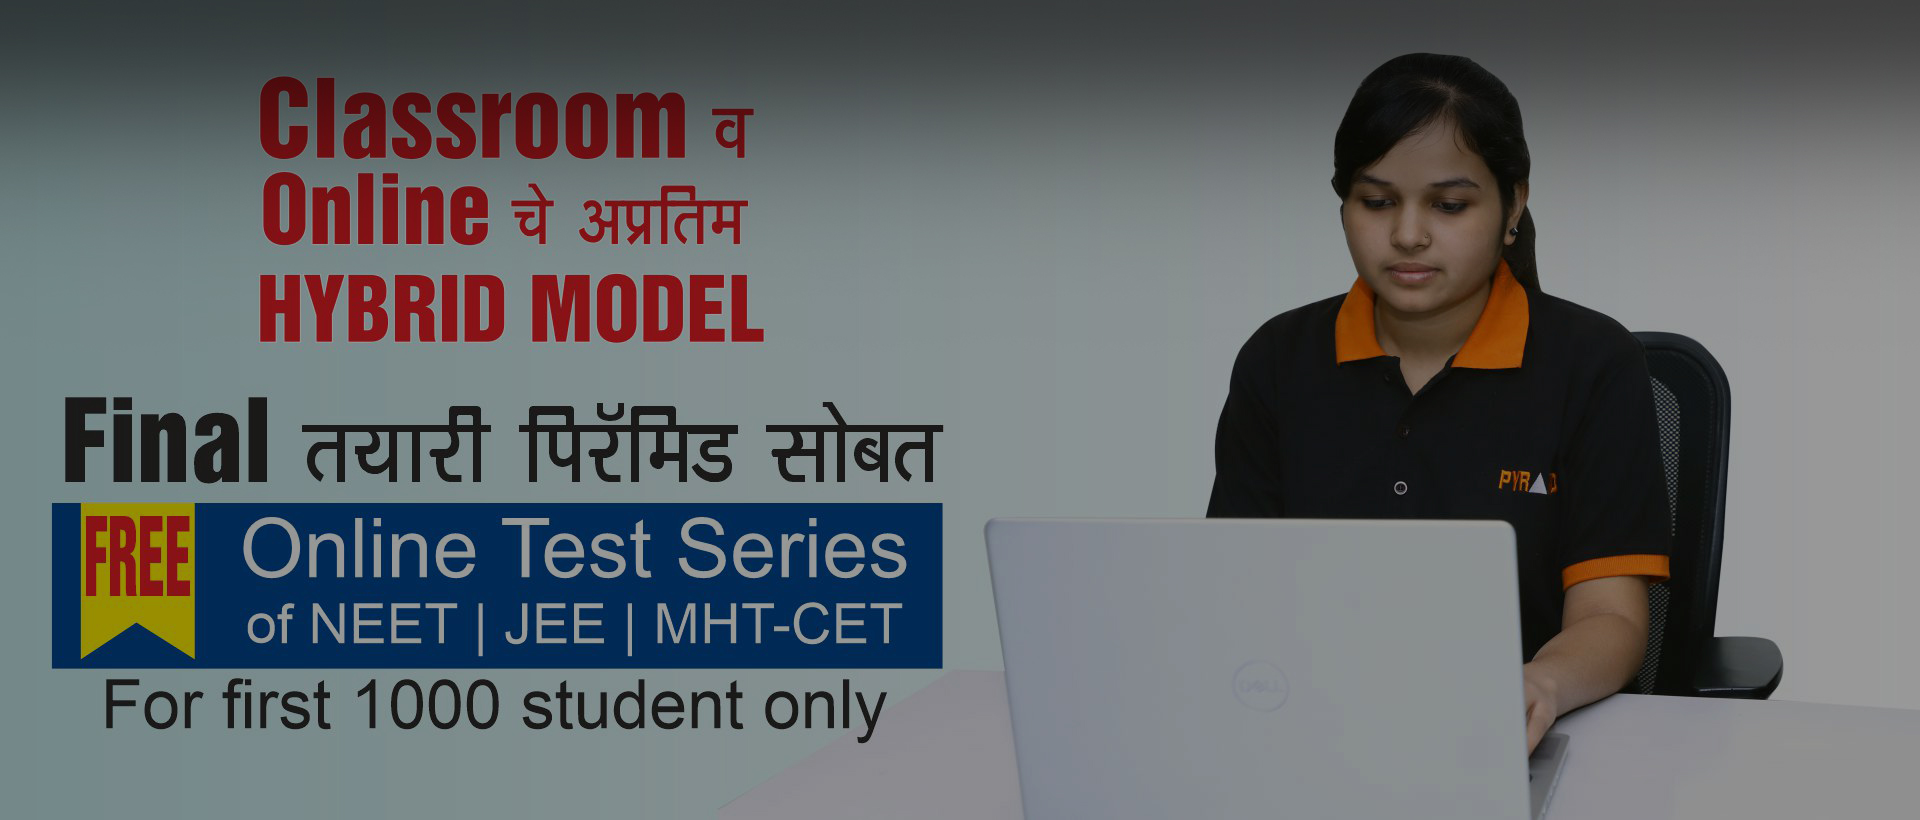 Classroom व
Online चे अप्रतिम
HYBRID MODEL
Final तयारी पिरॅमिड सोबत
FREE
Online Test Series
of NEET | JEE | MHT-CET
For first 1000 student only
DELL